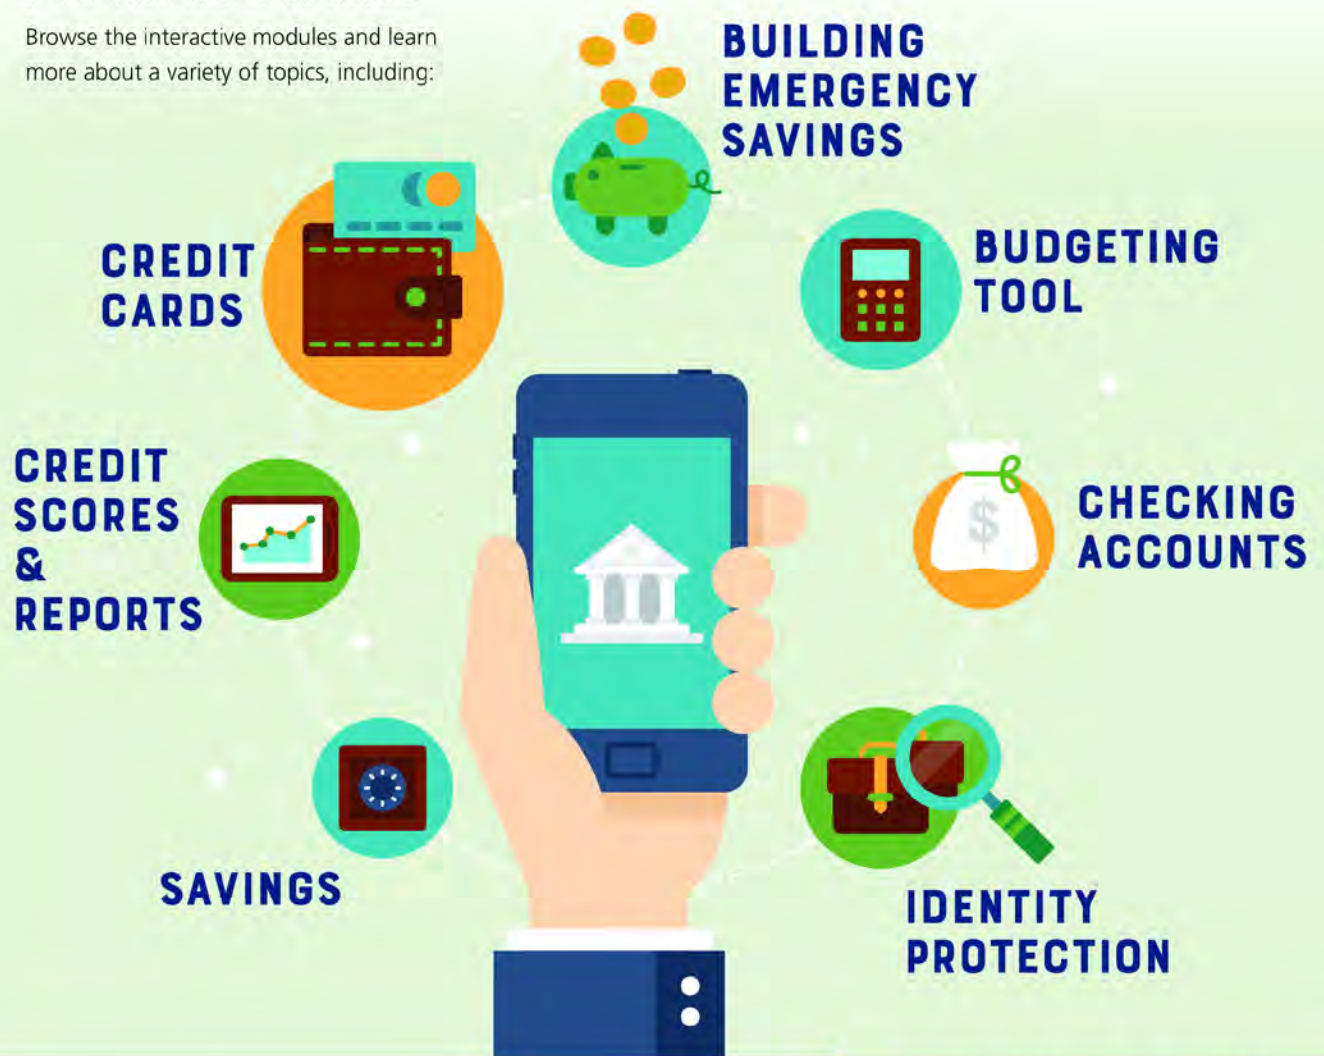 Browse the interactive modules and learn
more about a variety of topics, including:
BUILDING
EMERGENCY
SAVINGS
CREDIT
CARDS
BUDGETING
TOOL
CREDIT
SCORES
&
REPORTS
$
CHECKING
ACCOUNTS
SAVINGS
IDENTITY
PROTECTION